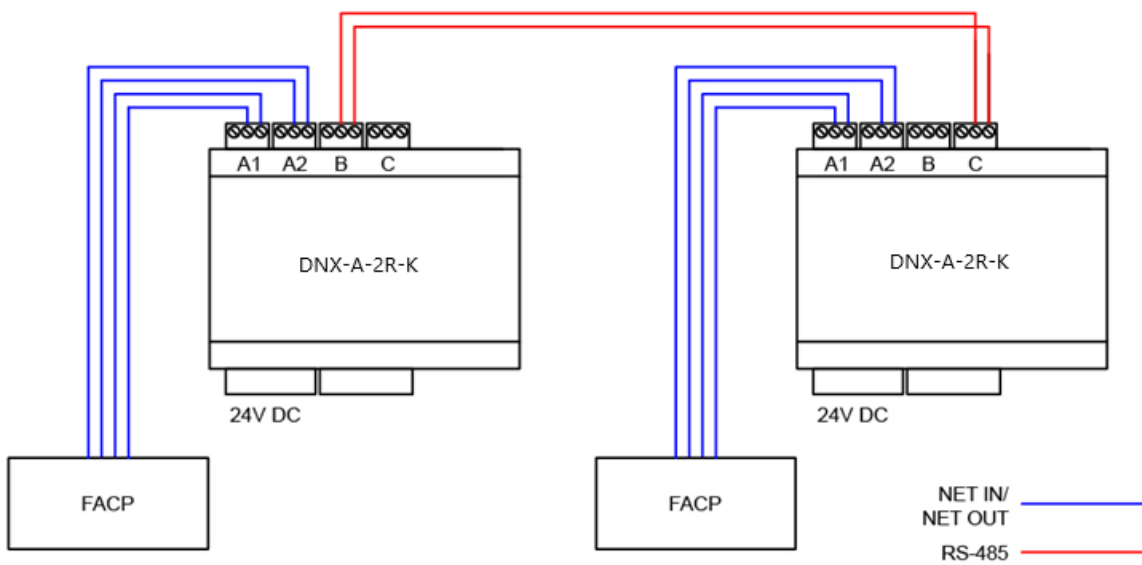 A1 A2 B C
A1 A2 B C
DNX-A-2R-K
DNX-A-2R-K
24V DC
24V DC
FACP
FACP
NET IN/
NET OUT
RS-485